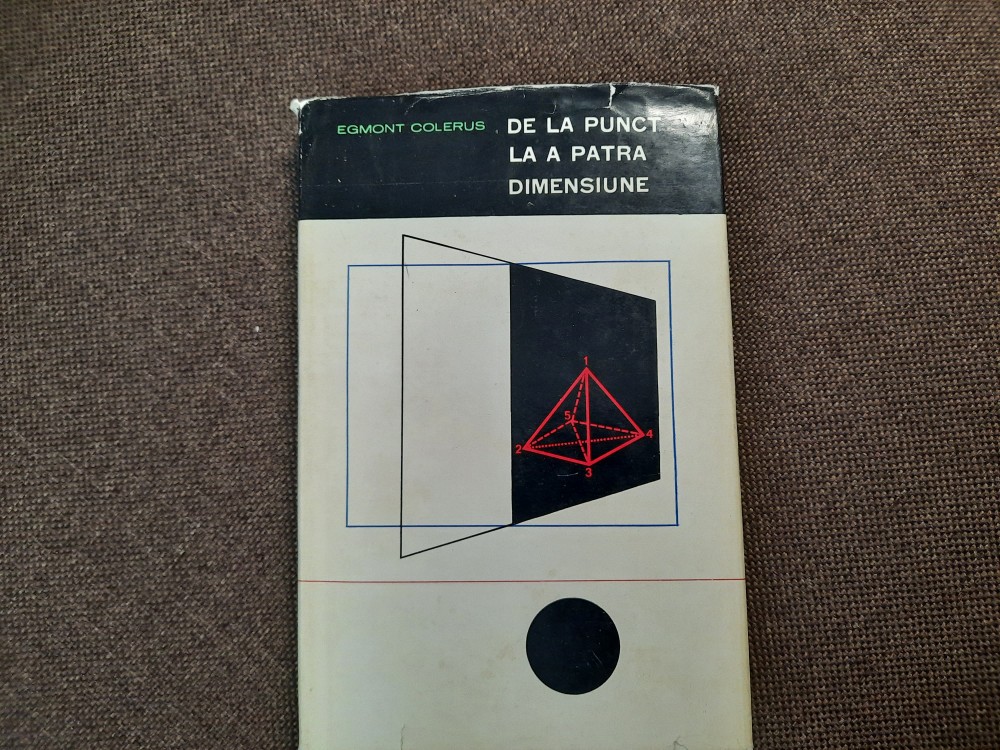 EGMONT COLERUS
DE LA PUNCT
LA A PATRA
DIMENSIUNE
1
5
2
4
3